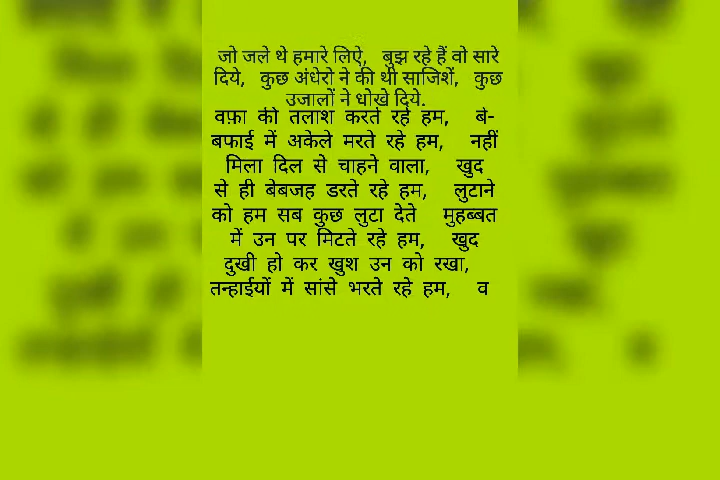 जो जले थे हमारे लिऐ, बुझ रहे हैं वो सारे
दिये, कुछ अंधेरो ने की थी साजिशें, कुछ
उजालों ने धोखे दिये.
वफ़ा की तलाश करते रहे हम, बे-
बफाई में अकेले मरते रहे हम, नहीं
मिला दिल से चाहने वाला, खुद
से ही बेबजह डरते रहे हम, लुटाने
को हम सब कुछ लुटा देते मुहब्बत
में उन पर मिटते रहे हम, खुद
दुखी हो कर खुश उन को रखा,
तन्हाईयों में सांसे भरते रहे हम, व